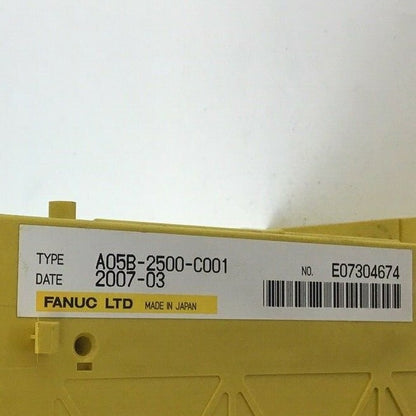 TYPE A05B-2500-C001
DATE 2007-03
NO. E07304674
FANUC LTD MADE IN JAPAN